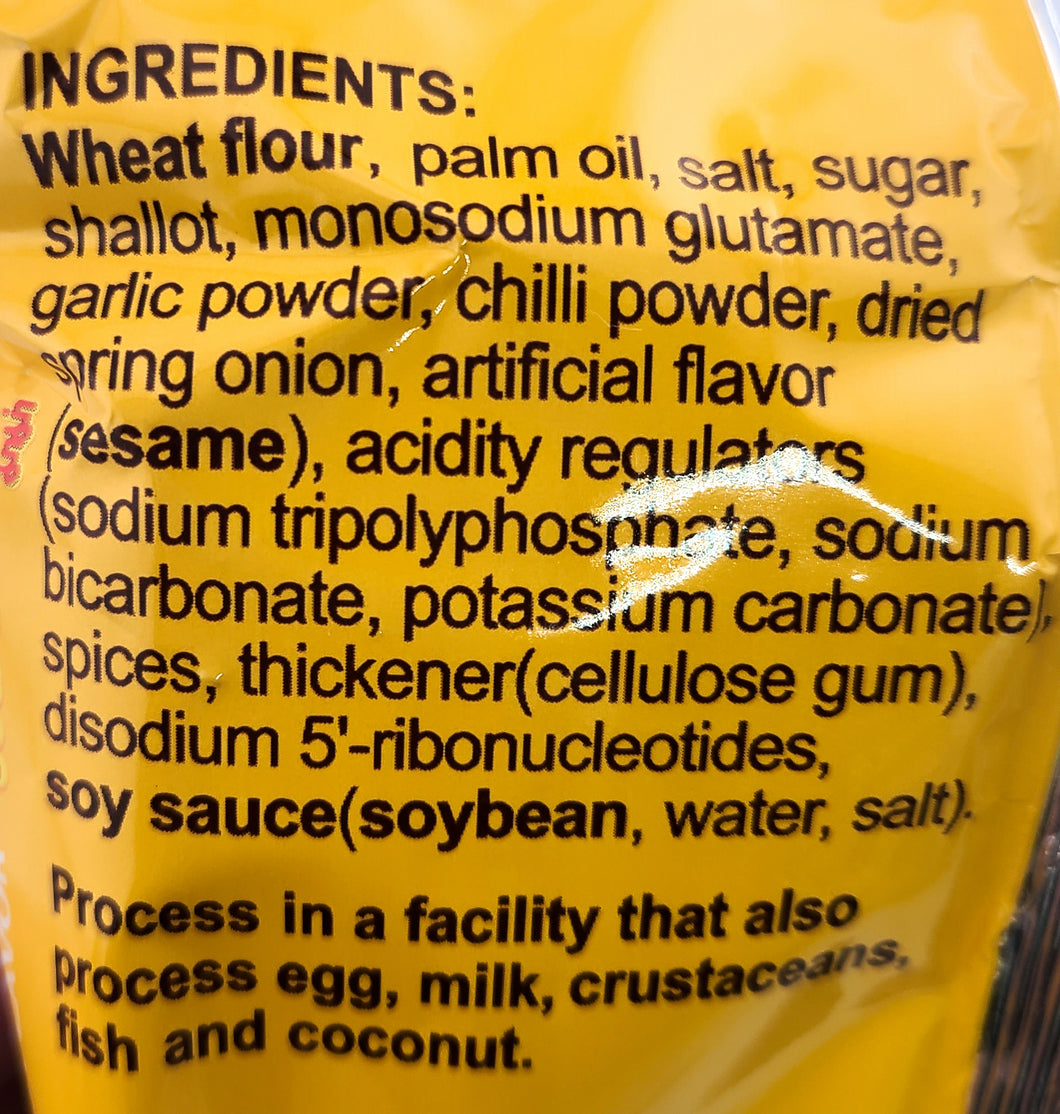 INGREDIENTS:
Wheat flour, palm oil, salt, sugar,
shallot, monosodium glutamate,
garlic powder, chilli powder, dried
spring onion, artificial flavor
(sesame), acidity regulators
(sodium tripolyphosphate, sodium
bicarbonate, potassium carbonate),
spices, thickener(cellulose gum),
disodium 5'-ribonucleotides,
soy sauce(soybean, water, salt).
Process in a facility that also
process egg, milk, crustaceans,
fish and coconut.